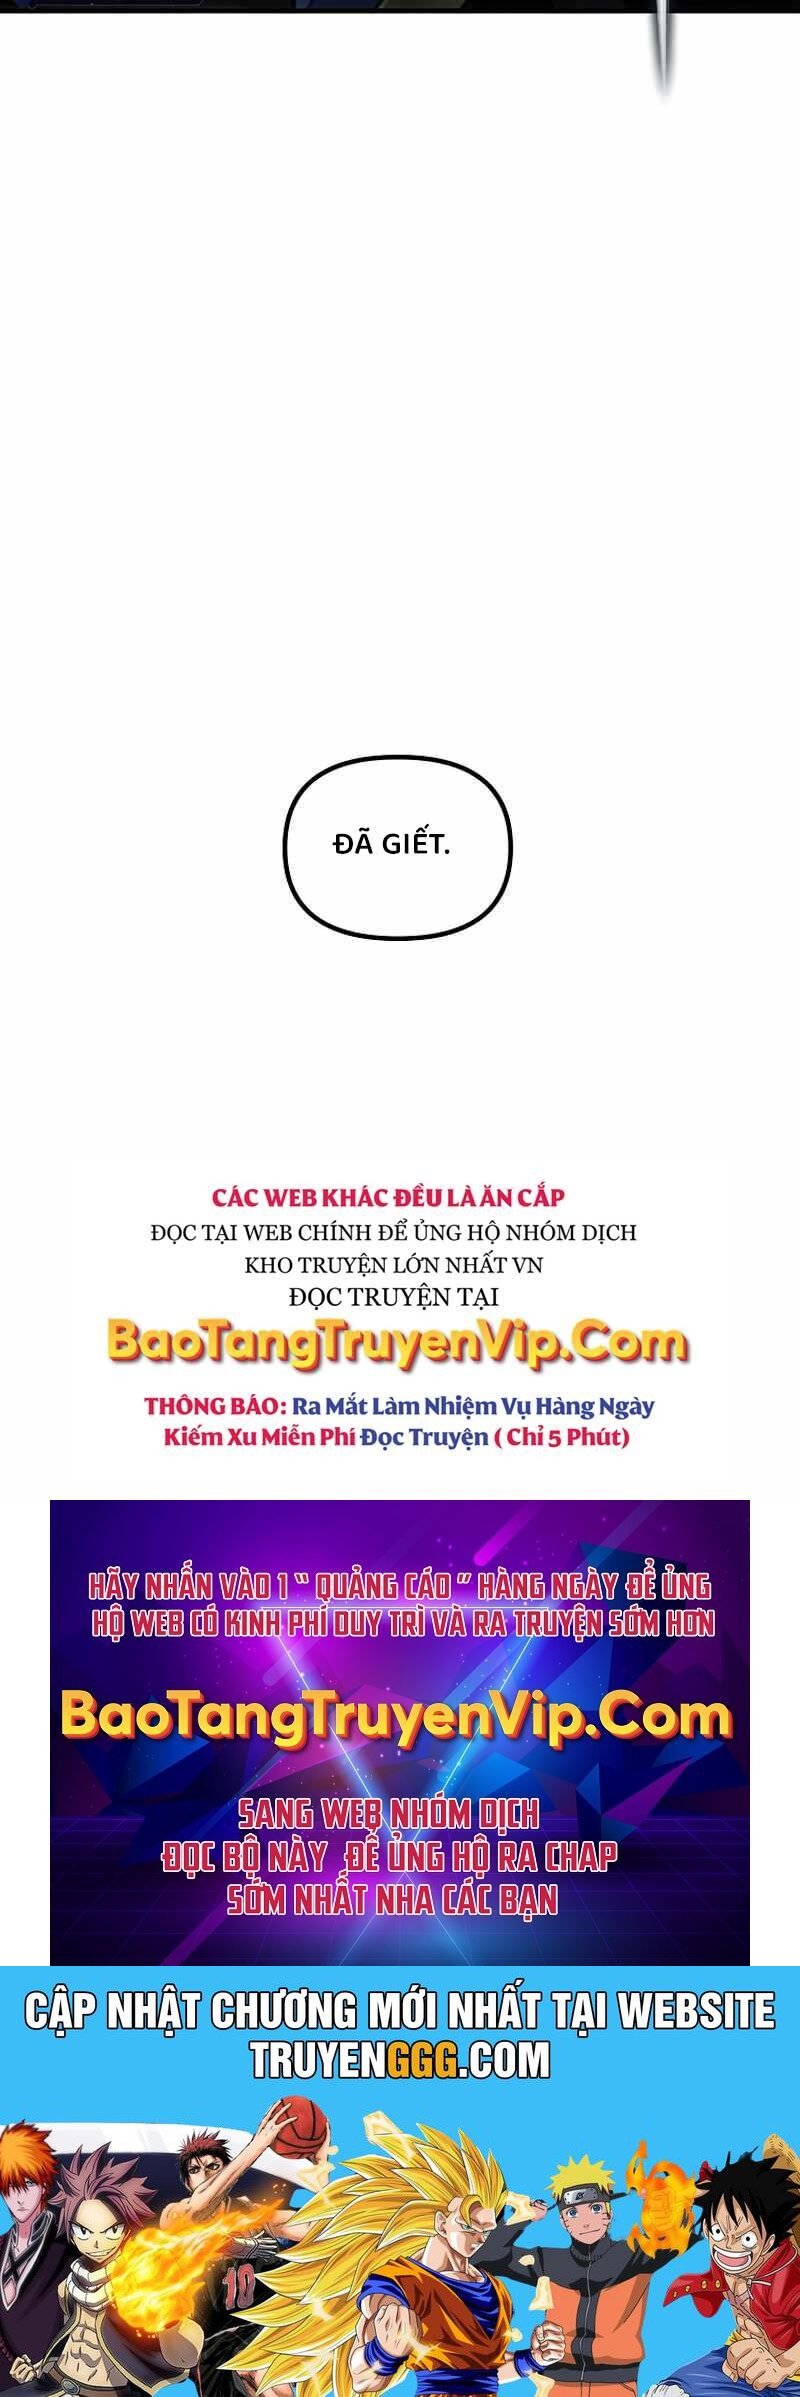 ĐÃ GIẾT.
CÁC WEB KHÁC ĐỀU LÀ ĂN CẮP
ĐỌC TẠI WEB CHÍNH ĐỂ ỦNG HỘ NHÓM DỊCH
KHO TRUYỆN LỚN NHẤT VN
ĐỌC TRUYỆN TẠI
BaoTangTruyenVip.Com
THÔNG BÁO: Ra Mắt Làm Nhiệm Vụ Hàng Ngày
Kiếm Xu Miễn Phí Đọc Truyện ( Chỉ 5 Phút)
HÃY NHẤN VÀO 1 “ QUẢNG CÁO ” HÀNG NGÀY ĐỂ ỦNG
HỘ WEB CÓ KINH PHÍ DUY TRÌ VÀ RA TRUYỆN SỚM HƠN
BaoTangTruyenVip.Com
SANG WEB NHÓM DỊCH
ĐỌC BỘ NÀY ĐỂ ỦNG HỘ RA CHAP
SỚM NHẤT NHA CÁC BẠN
CẬP NHẬT CHƯƠNG MỚI NHẤT TẠI WEBSITE
TRUYENGGG.COM
10